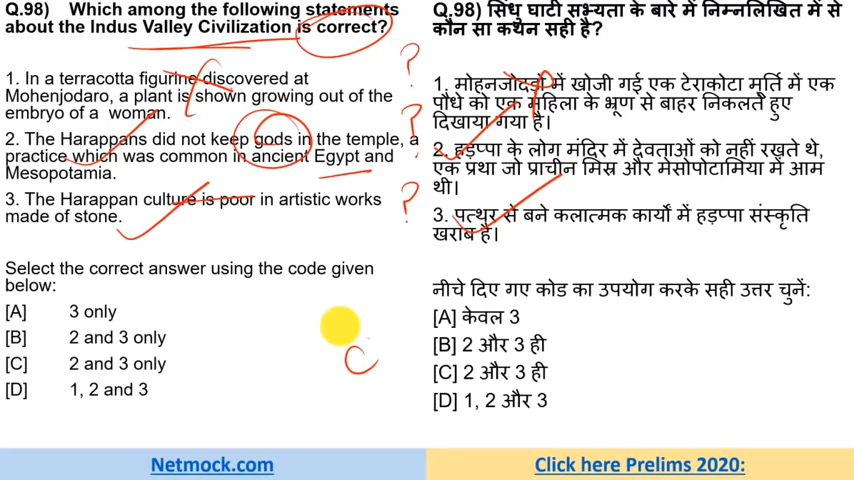 Q.98) Which among the following statements
about the Indus Valley Civilization is correct?
1. In a terracotta figurine discovered at
Mohenjodaro, a plant is shown growing out of the
embryo of a woman.
2. The Harappans did not keep gods in the temple, a
practice which was common in ancient Egypt and
Mesopotamia.
3. The Harappan culture is poor in artistic works
made of stone.
Select the correct answer using the code given
below:
[A] 3 only
[B] 2 and 3 only
[C] 2 and 3 only
[D] 1, 2 and 3
C
Q.98) सिंधु घाटी सभ्यता के बारे में निम्नलिखित में से
कौन सा कथन सही है?
1. मोहनजोदड़ो में खोजी गई एक टेराकोटा मूर्ति में एक
पौधे को एक महिला के भ्रूण से बाहर निकलते हुए
दिखाया गया है।
2. हड़प्पा के लोग मंदिर में देवताओं को नहीं रखते थे,
एक प्रथा जो प्राचीन मिस्र और मेसोपोटामिया में आम
थी।
3. पत्थर से बने कलात्मक कार्यों में हड़प्पा संस्कृति
खराब है।
नीचे दिए गए कोड का उपयोग करके सही उत्तर चुनें:
[A] केवल 3
[B] 2 और 3 ही
[C] 2 और 3 ही
[D] 1, 2 और 3
? 
?
?
Netmock.com
Click here Prelims 2020: